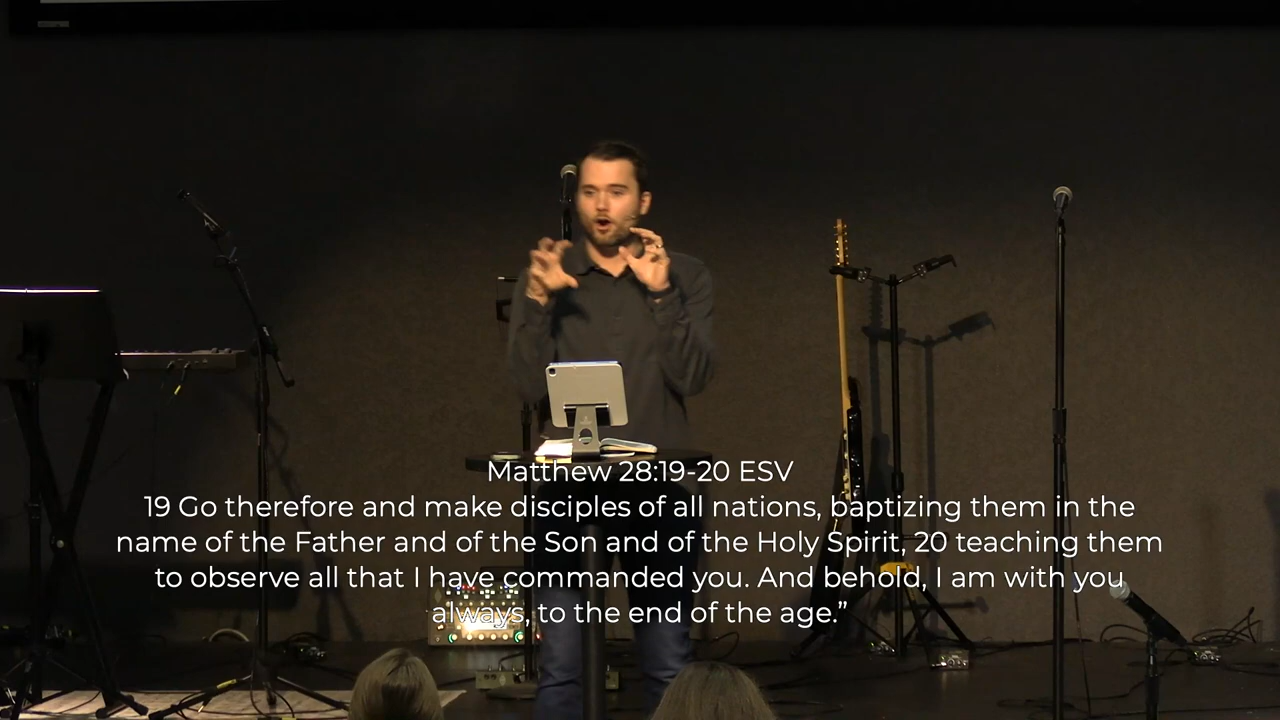 Matthew 28:19-20 ESV
19 Go therefore and make disciples of all nations, baptizing them in the
name of the Father and of the Son and of the Holy Spirit, 20 teaching them
to observe all that I have commanded you. And behold, I am with you
always, to the end of the age.”